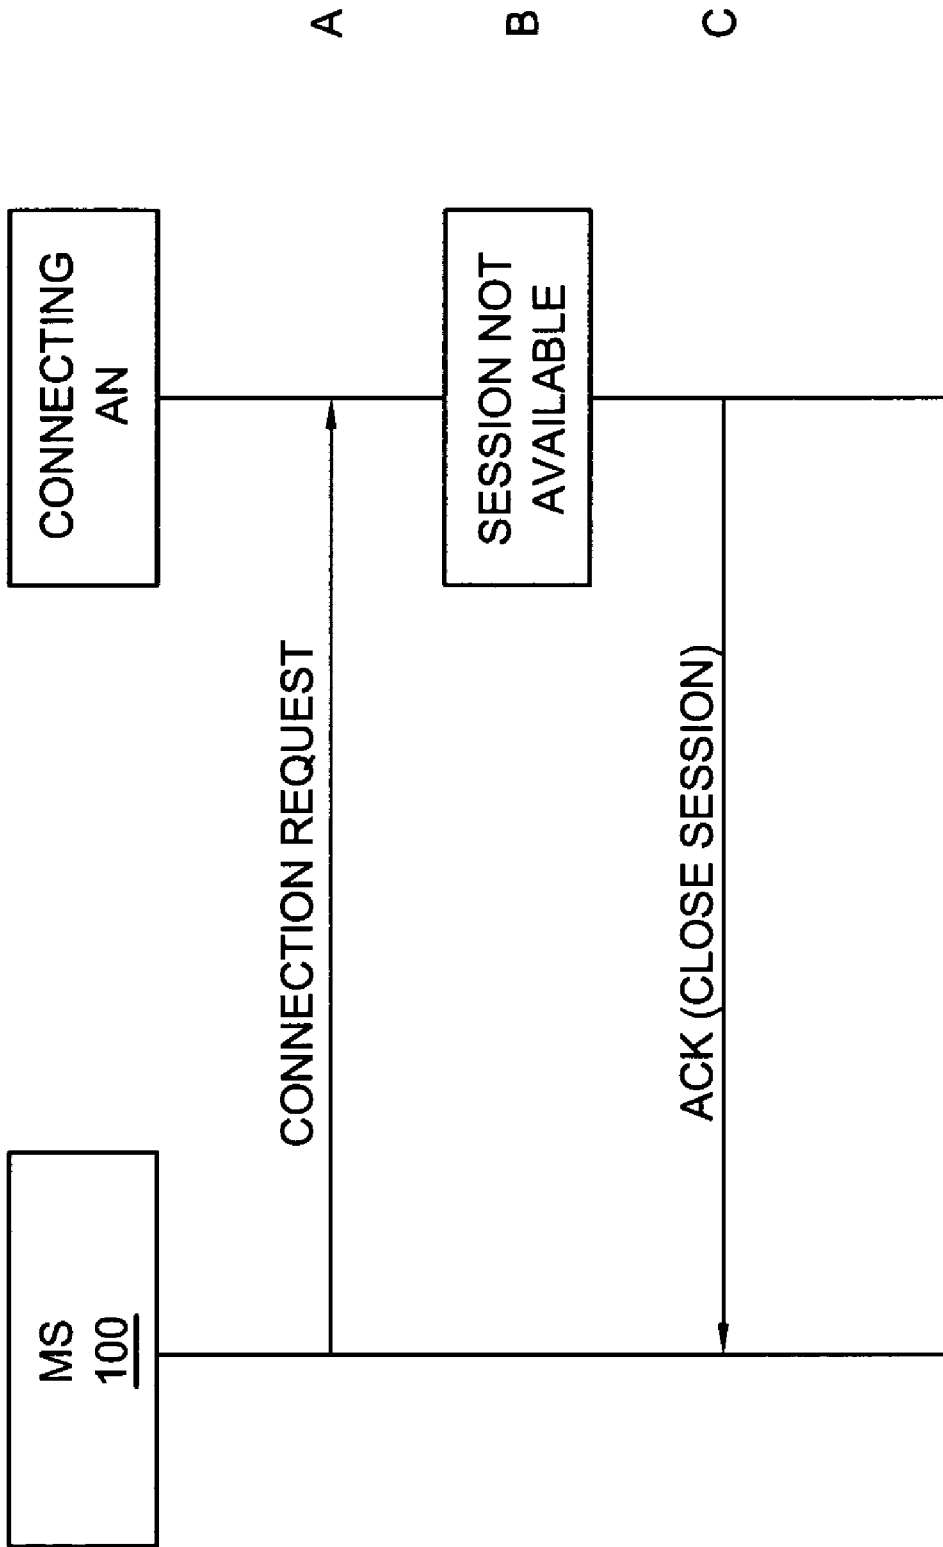 MS
100
CONNECTING
AN
CONNECTION REQUEST
A
SESSION NOT
AVAILABLE
B
ACK (CLOSE SESSION)
C